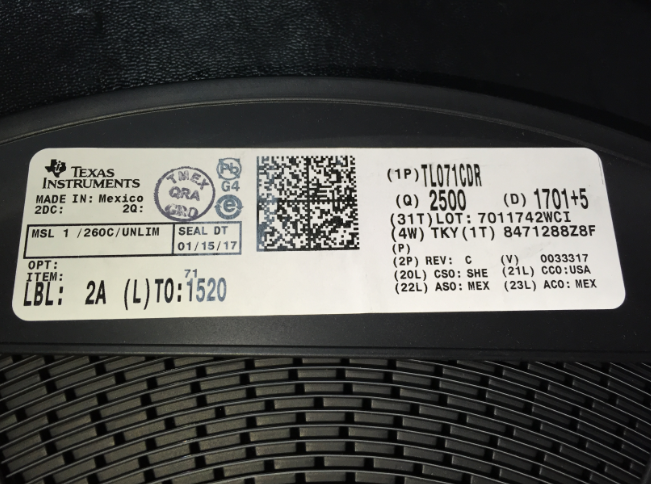 TEXAS
INSTRUMENTS
MADE IN: Mexico
2DC: 2Q:
TMEX
QRA
Pb
G4
e
MSL 1 /260C/UNLIM
SEAL DT
01/15/17
OPT:
ITEM:
71
LBL: 2A (L)TO:1520
(1P)TL071CDR
(Q) 2500 (D) 1701+5
(31T)LOT: 7011742WCI
(4W) TKY(1T) 8471288Z8F
(P)
(2P) REV: C (V) 0033317
(20L) CSO: SHE (21L) CCO:USA
(22L) ASO: MEX (23L) ACO: MEX